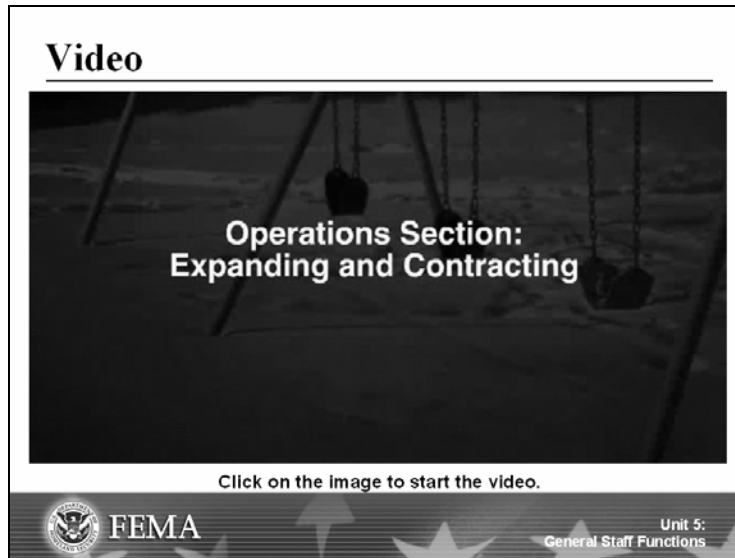 Video
Operations Section:
Expanding and Contracting
Click on the image to start the video.
FEMA
Unit 5:
General Staff Functions